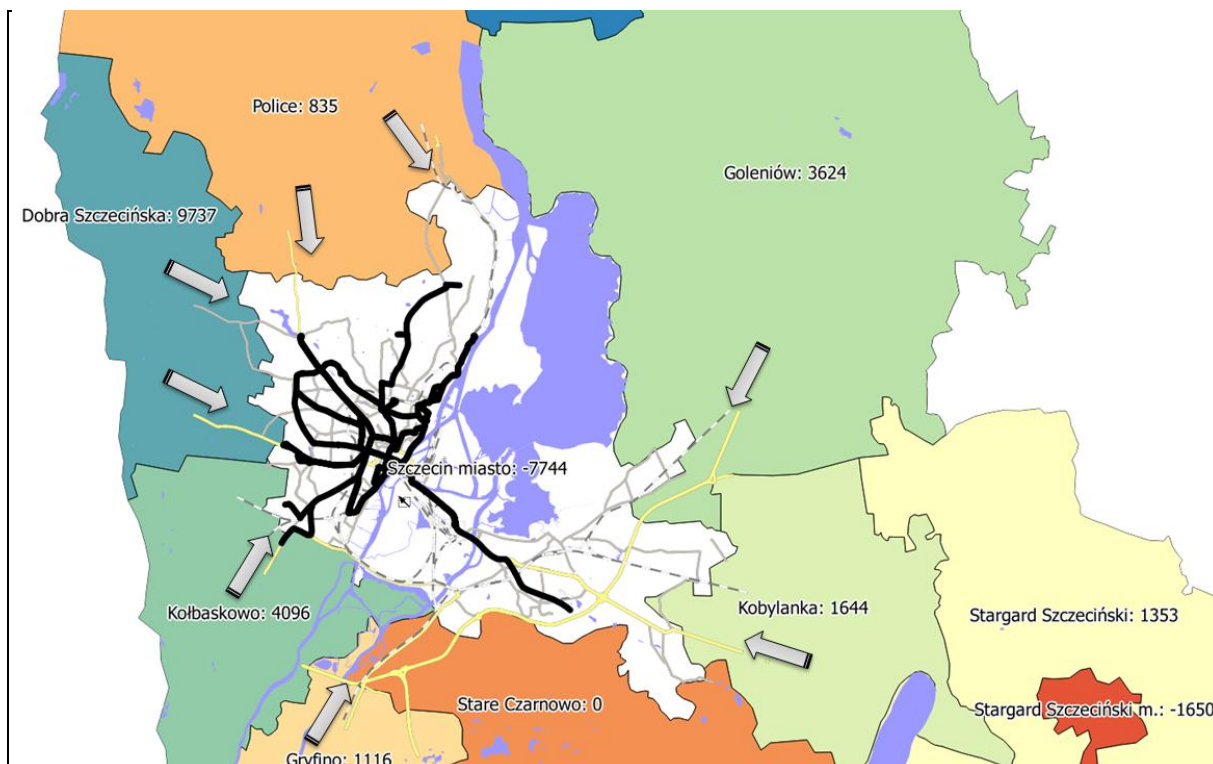 Police: 835
Goleniów: 3624
Dobra Szczecińska: 9737
Szczecin miasto: -7744
Kołbaskowo: 4096
Kobylanka: 1644
Stargard Szczeciński: 1353
Stare Czarnowo: 0
Stargard Szczeciński m.: -1650
Gryfino: 1116